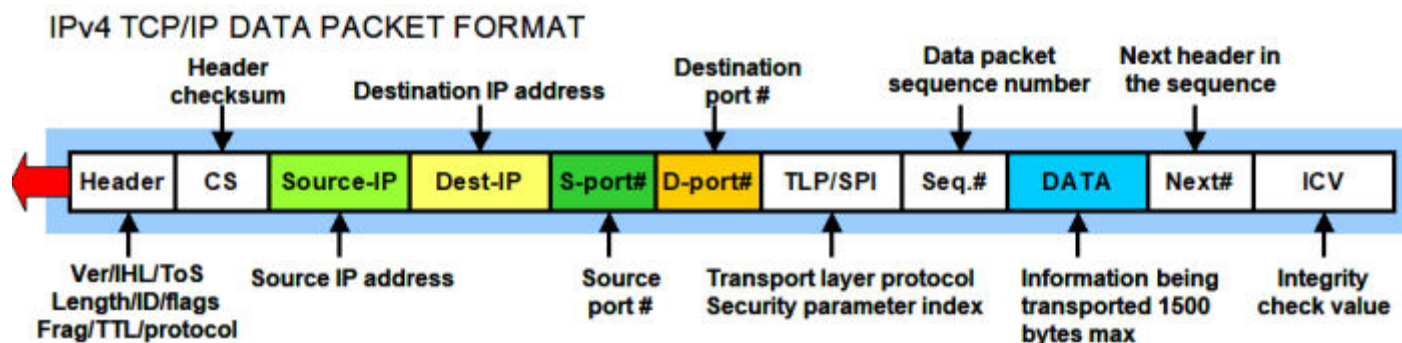 IPv4 TCP/IP DATA PACKET FORMAT
Header
checksum
Destination IP address
Destination
port #
Data packet
sequence number
Next header in
the sequence
Header CS Source-IP Dest-IP S-port# D-port# TLP/SPI Seq.# DATA Next# ICV
Ver/IHL/ToS
Length/ID/flags
Frag/TTL/protocol
Source IP address
Source
port #
Transport layer protocol
Security parameter index
Information being
transported 1500
bytes max
Integrity
check value